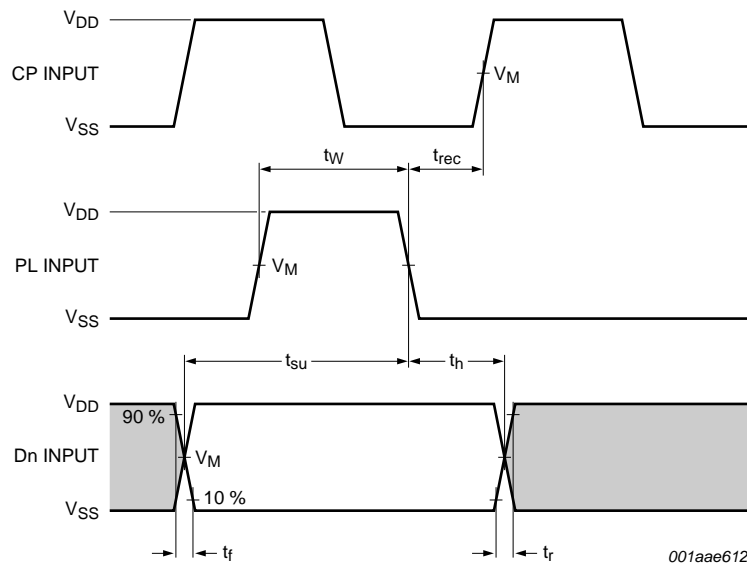 VDD
CP INPUT
VM
VSS
tW
trec
VDD
PL INPUT
VM
VSS
tsu
th
VDD
90 %
Dn INPUT
VM
10 %
VSS
tf
tr
001aae612